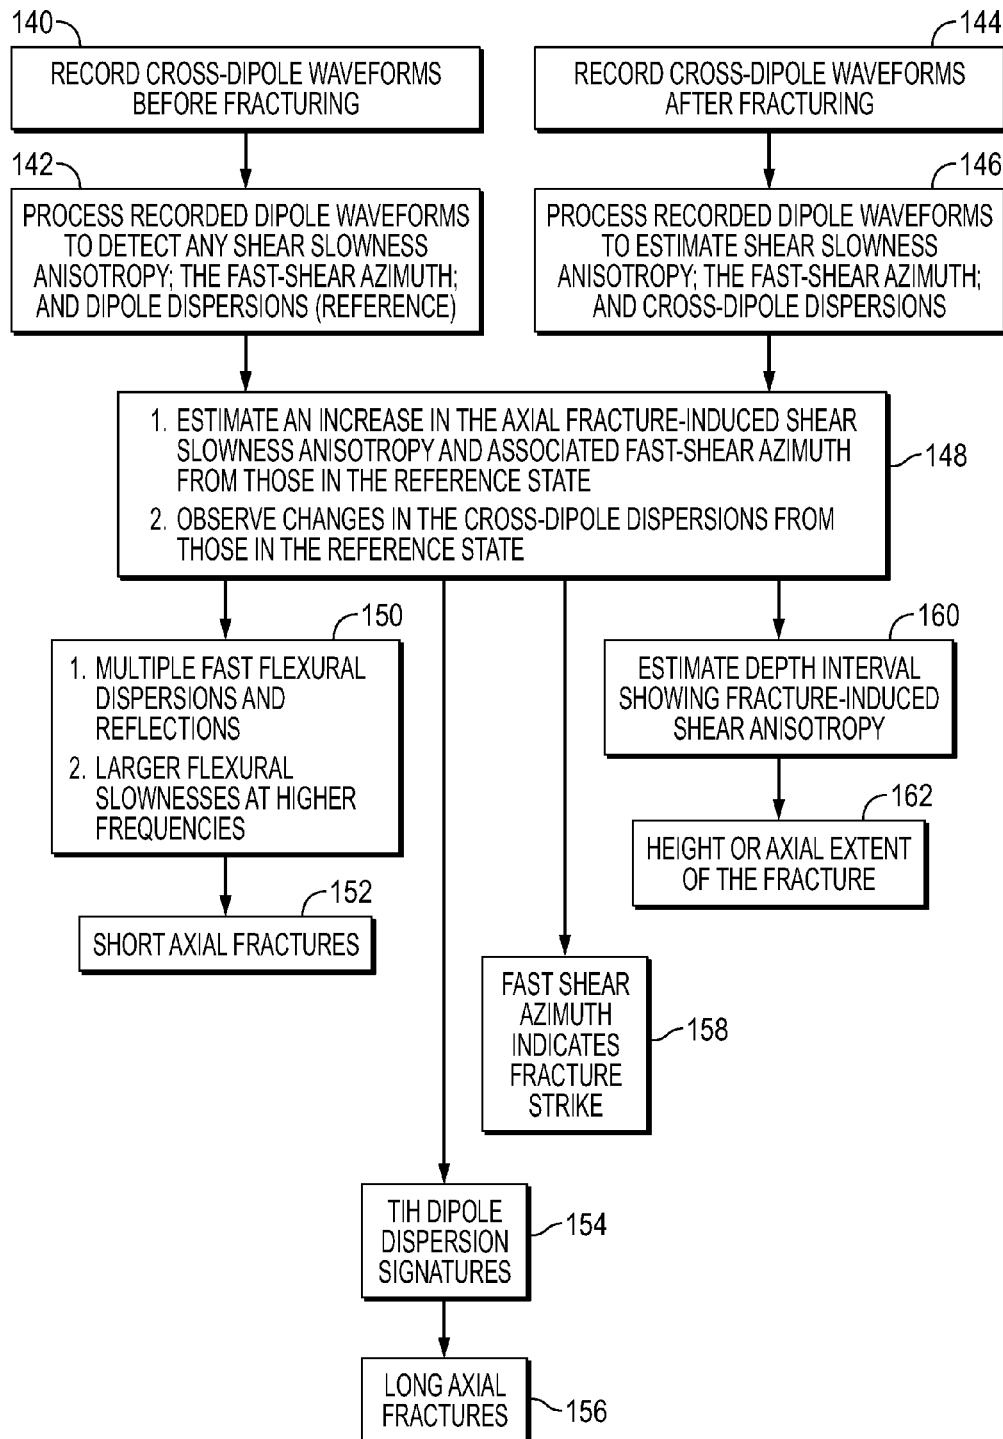 140
RECORD CROSS-DIPOLE WAVEFORMS
BEFORE FRACTURING
144
RECORD CROSS-DIPOLE WAVEFORMS
AFTER FRACTURING
142
PROCESS RECORDED DIPOLE WAVEFORMS
TO DETECT ANY SHEAR SLOWNESS
ANISOTROPY; THE FAST-SHEAR AZIMUTH;
AND DIPOLE DISPERSIONS (REFERENCE)
146
PROCESS RECORDED DIPOLE WAVEFORMS
TO ESTIMATE SHEAR SLOWNESS
ANISOTROPY; THE FAST-SHEAR AZIMUTH;
AND CROSS-DIPOLE DISPERSIONS
1. ESTIMATE AN INCREASE IN THE AXIAL FRACTURE-INDUCED SHEAR
SLOWNESS ANISOTROPY AND ASSOCIATED FAST-SHEAR AZIMUTH
FROM THOSE IN THE REFERENCE STATE
2. OBSERVE CHANGES IN THE CROSS-DIPOLE DISPERSIONS FROM
THOSE IN THE REFERENCE STATE
148
150
1. MULTIPLE FAST FLEXURAL
DISPERSIONS AND
REFLECTIONS
2. LARGER FLEXURAL
SLOWNESSES AT HIGHER
FREQUENCIES
160
ESTIMATE DEPTH INTERVAL
SHOWING FRACTURE-INDUCED
SHEAR ANISOTROPY
162
HEIGHT OR AXIAL EXTENT
OF THE FRACTURE
152
SHORT AXIAL FRACTURES
FAST SHEAR
AZIMUTH
INDICATES
FRACTURE
STRIKE
158
TIH DIPOLE
DISPERSION
SIGNATURES
154
LONG AXIAL
FRACTURES
156